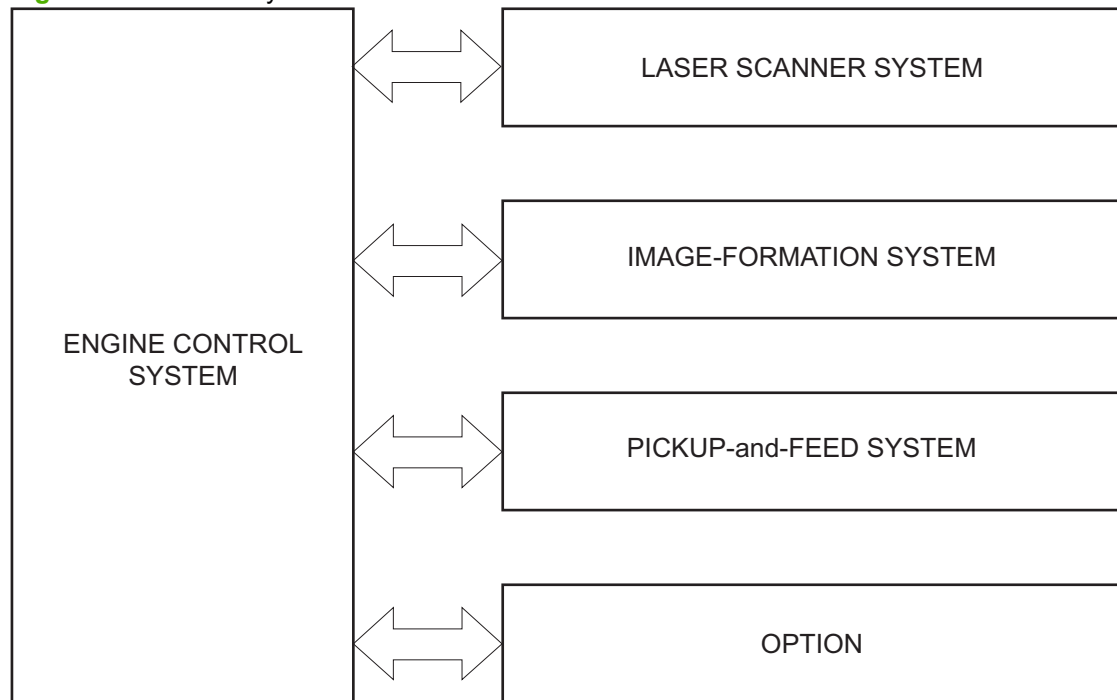 ENGINE CONTROL
SYSTEM
LASER SCANNER SYSTEM
IMAGE-FORMATION SYSTEM
PICKUP-and-FEED SYSTEM
OPTION